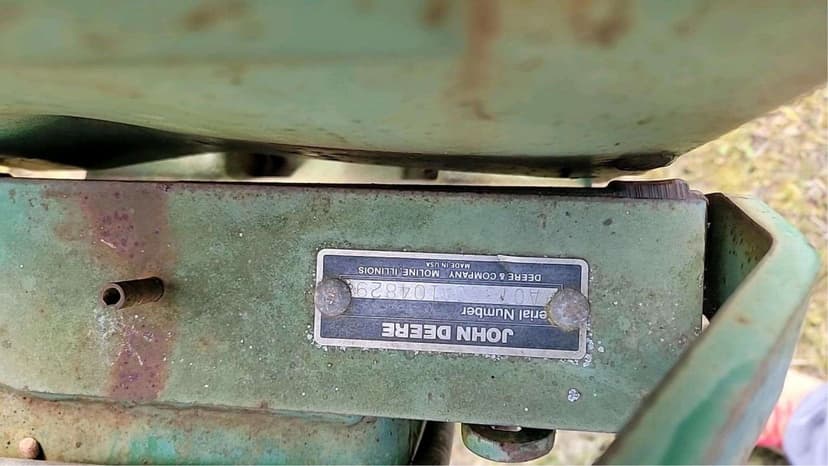 JOHN DEERE
erial Number
DEERE & COMPANY MOLINE, ILLINOIS
MADE IN USA